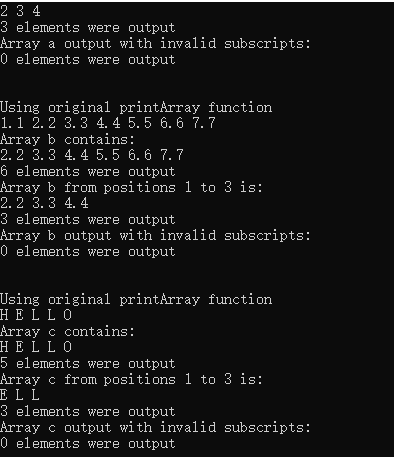 2 3 4
3 elements were output
Array a output with invalid subscripts:
0 elements were output
Using original printArray function
1.1 2.2 3.3 4.4 5.5 6.6 7.7
Array b contains:
2.2 3.3 4.4 5.5 6.6 7.7
6 elements were output
Array b from positions 1 to 3 is:
2.2 3.3 4.4
3 elements were output
Array b output with invalid subscripts:
0 elements were output
Using original printArray function
H E L L O
Array c contains:
H E L L O
5 elements were output
Array c from positions 1 to 3 is:
E L L
3 elements were output
Array c output with invalid subscripts:
0 elements were output